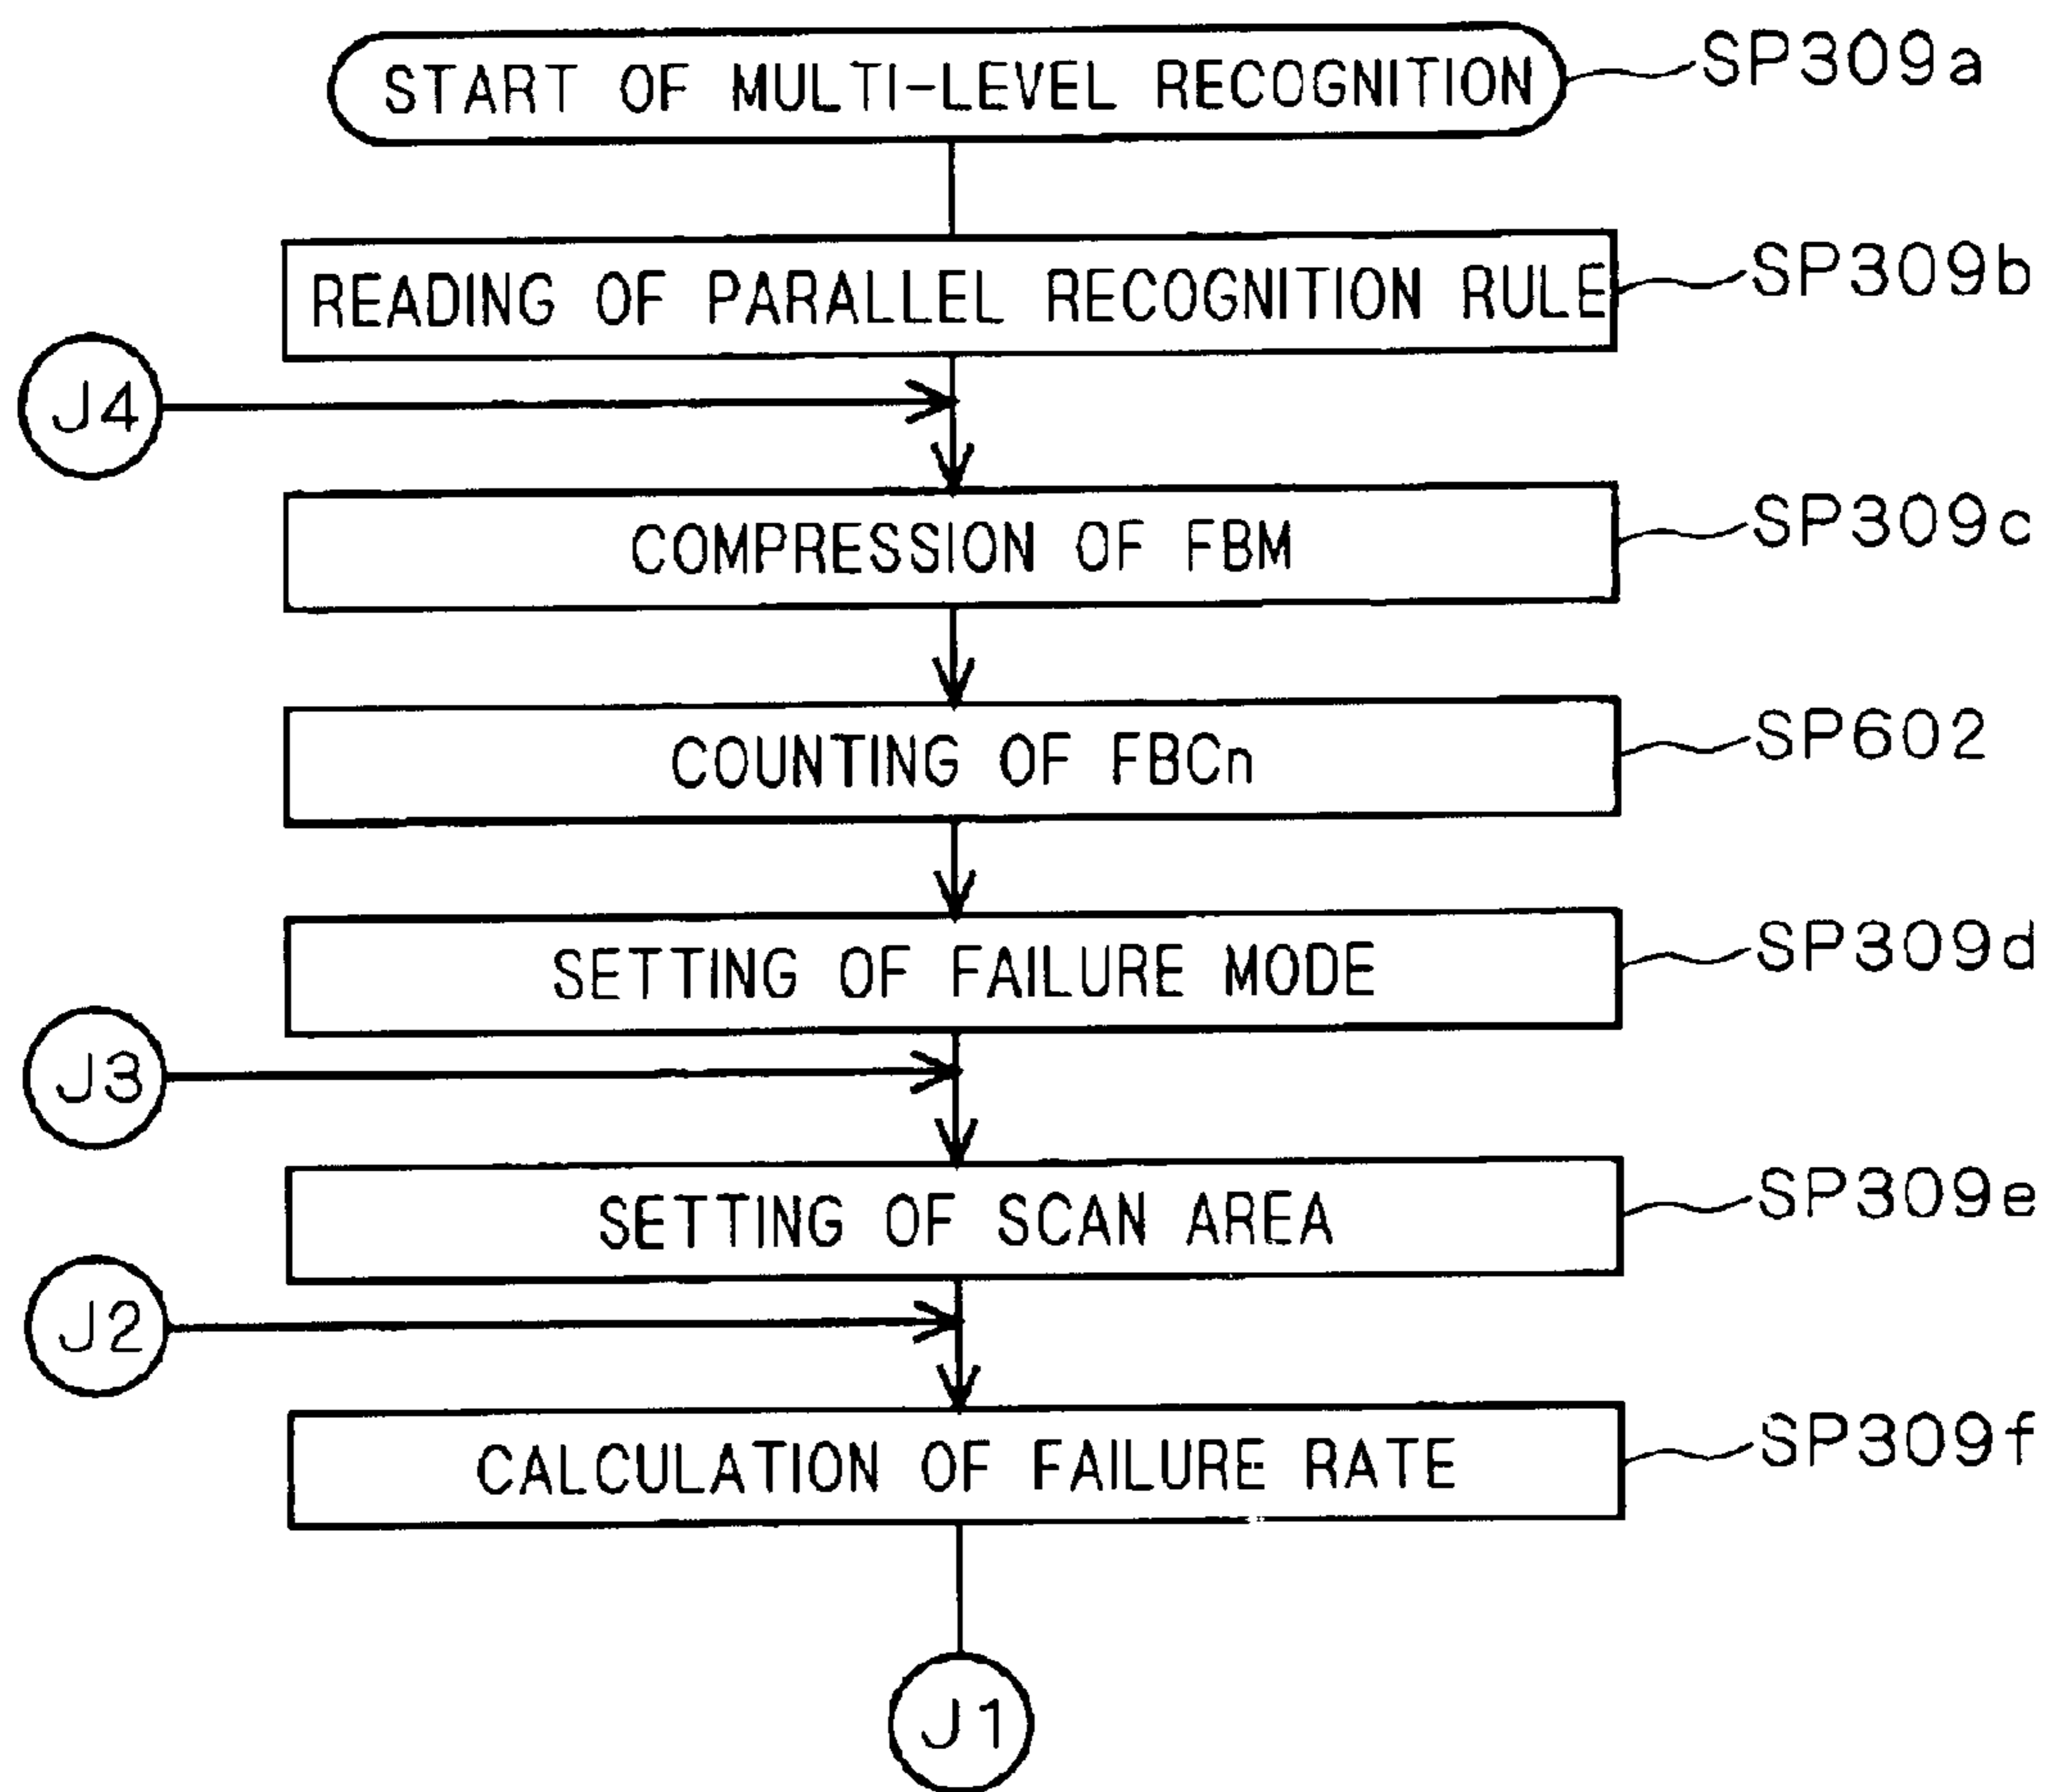 START OF MULTI-LEVEL RECOGNITION SP309a
READING OF PARALLEL RECOGNITION RULE SP309b
J4
COMPRESSION OF FBM SP309c
COUNTING OF FBCn SP602
SETTING OF FAILURE MODE SP309d
J3
SETTING OF SCAN AREA SP309e
J2
CALCULATION OF FAILURE RATE SP309f
J1